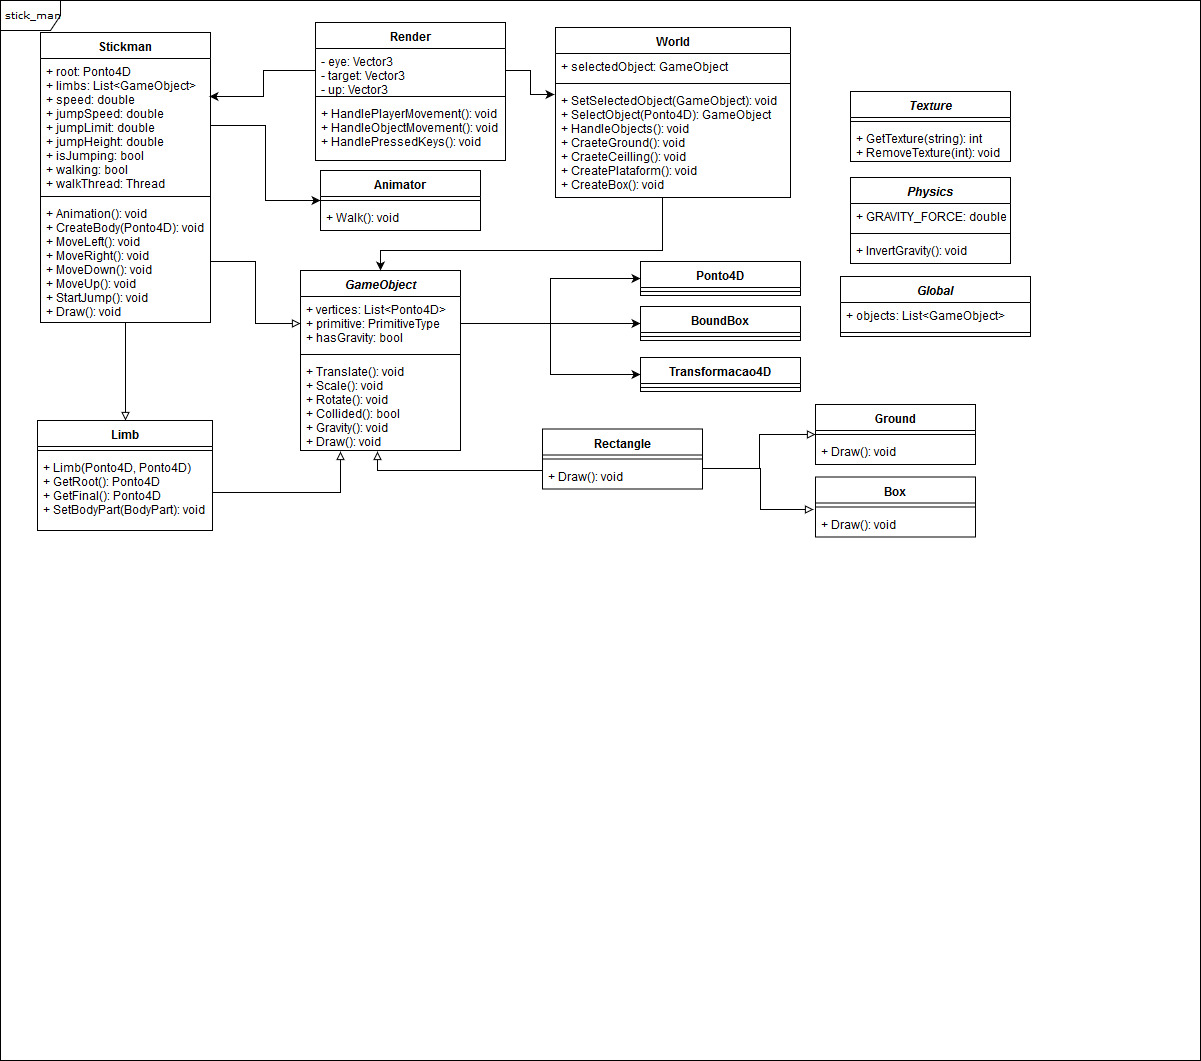 stick_man
Stickman
+ root: Ponto4D
+ limbs: List<GameObject>
+ speed: double
+ jumpSpeed: double
+ jumpLimit: double
+ jumpHeight: double
+ isJumping: bool
+ walking: bool
+ walkThread: Thread
+ Animation(): void
+ CreateBody(Ponto4D): void
+ MoveLeft(): void
+ MoveRight(): void
+ MoveDown(): void
+ MoveUp(): void
+ StartJump(): void
+ Draw(): void
Render
- eye: Vector3
- target: Vector3
- up: Vector3
+ HandlePlayerMovement(): void
+ HandleObjectMovement(): void
+ HandlePressedKeys(): void
World
+ selectedObject: GameObject
+ SetSelectedObject(GameObject): void
+ SelectObject(Ponto4D): GameObject
+ HandleObjects(): void
+ CraeteGround(): void
+ CraeteCeilling(): void
+ CreatePlataform(): void
+ CreateBox(): void
Texture
+ GetTexture(string): int
+ RemoveTexture(int): void
Animator
+ Walk(): void
Physics
+ GRAVITY_FORCE: double
+ InvertGravity(): void
GameObject
+ vertices: List<Ponto4D>
+ primitive: PrimitiveType
+ hasGravity: bool
+ Translate(): void
+ Scale(): void
+ Rotate(): void
+ Collided(): bool
+ Gravity(): void
+ Draw(): void
Ponto4D
BoundBox
Transformacao4D
Global
+ objects: List<GameObject>
Limb
+ Limb(Ponto4D, Ponto4D)
+ GetRoot(): Ponto4D
+ GetFinal(): Ponto4D
+ SetBodyPart(BodyPart): void
Rectangle
+ Draw(): void
Ground
+ Draw(): void
Box
+ Draw(): void